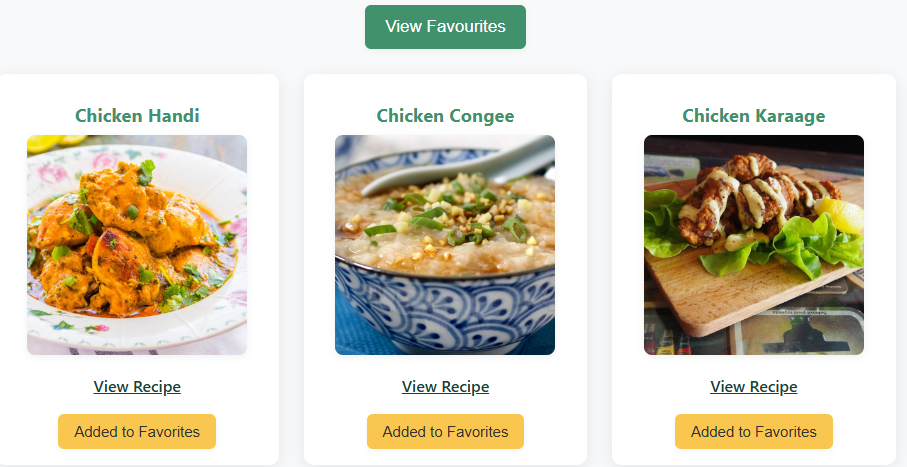 View Favourites
Chicken Handi
Chicken Congee
Chicken Karaage
View Recipe
View Recipe
View Recipe
Added to Favorites
Added to Favorites
Added to Favorites